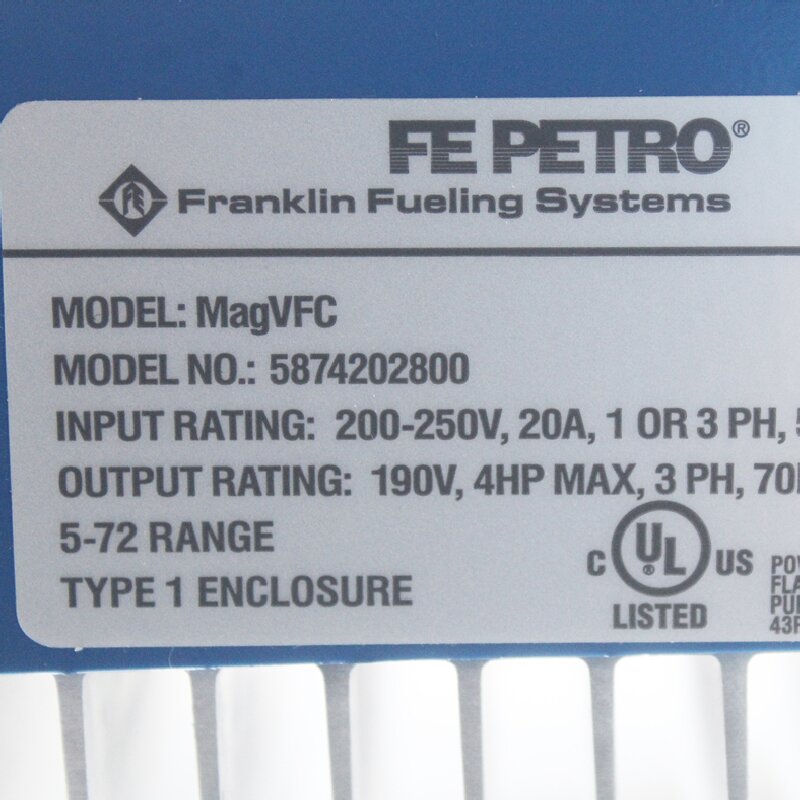 FE PETRO®
Franklin Fueling Systems
MODEL: MagVFC
MODEL NO.: 5874202800
INPUT RATING: 200-250V, 20A, 1 OR 3 PH,
OUTPUT RATING: 190V, 4HP MAX, 3 PH,
5-72 RANGE
TYPE 1 ENCLOSURE
C UL US
LISTED